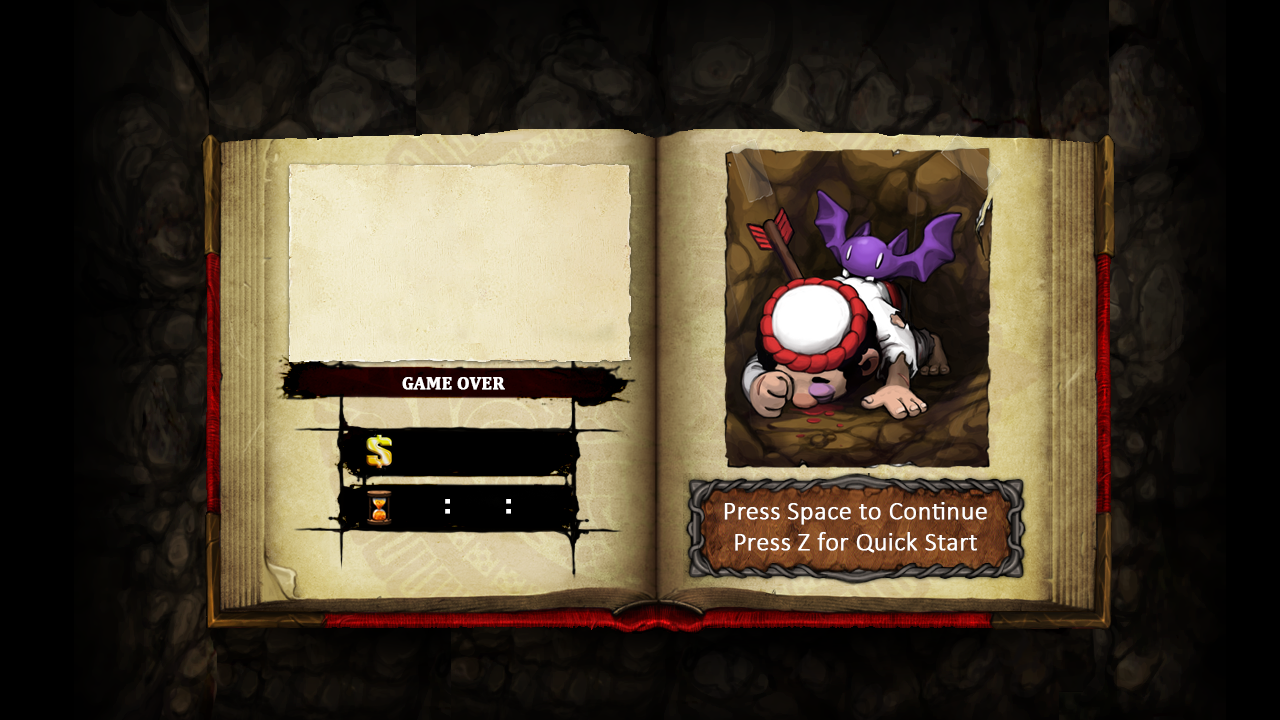 GAME OVER
$
: :
Press Space to Continue
Press Z for Quick Start